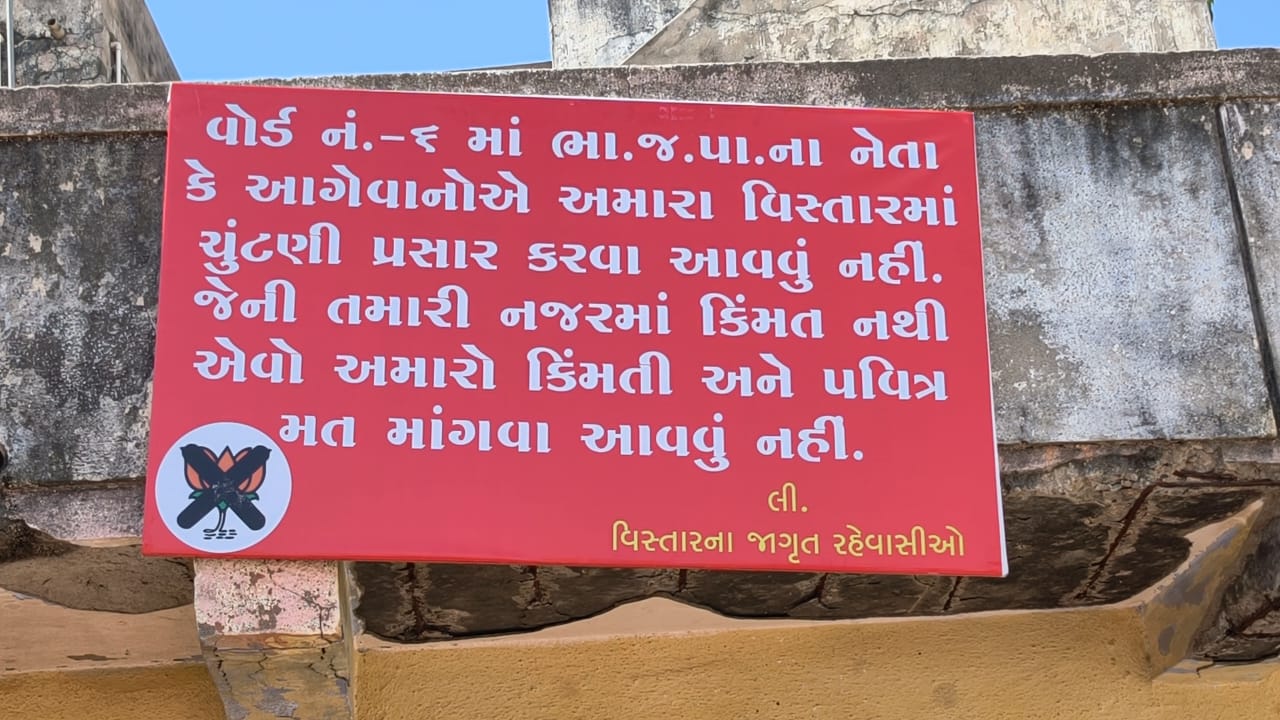 વોર્ડ નં.-૬ માં ભા.જ.પા.ના નેતા
કે આગેવાનોએ અમારા વિસ્તારમાં
ચુંટણી પ્રસાર કરવા આવવું નહીં.
જેની તમારી નજરમાં કિંમત નથી
એવો અમારો કિંમતી અને પવિત્ર
મત માંગવા આવવું નહીં.
લી.
વિસ્તારના જાગૃત રહેવાસીઓ